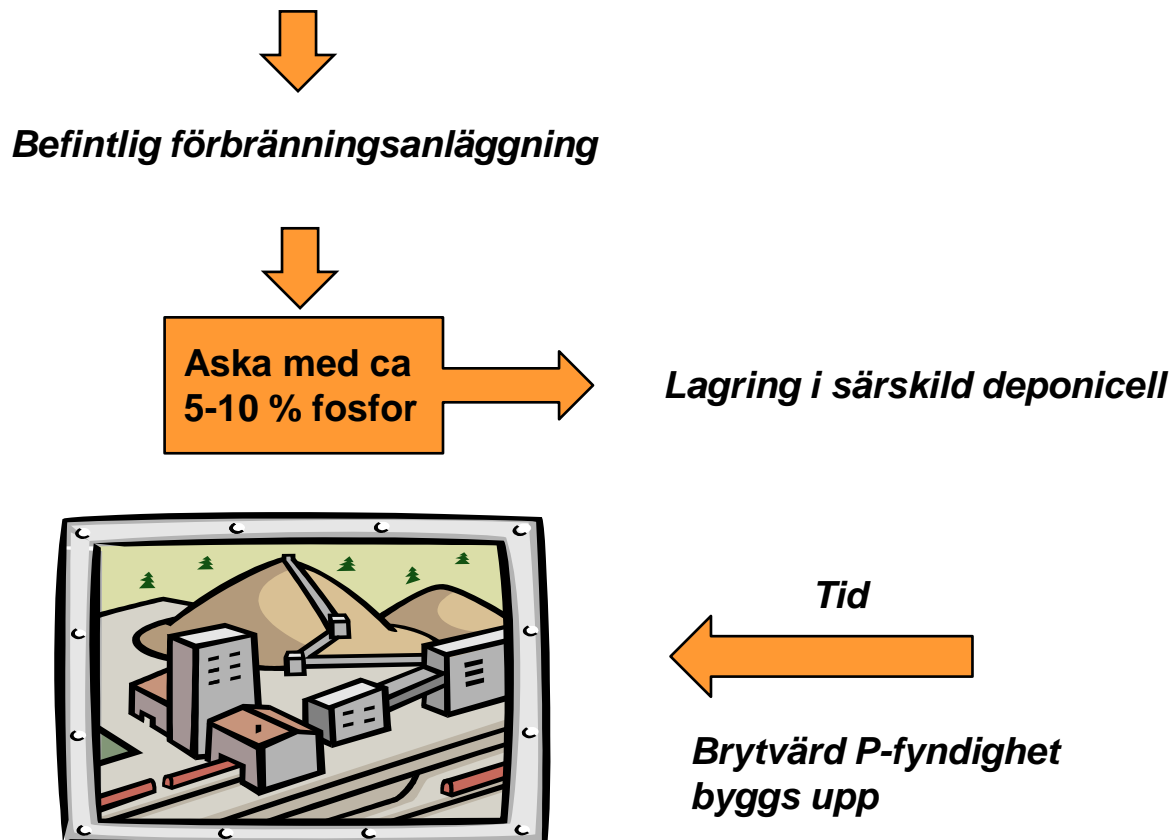 Befintlig förbränningsanläggning
Aska med ca
5-10 % fosfor
Lagring i särskild deponicell
Tid
Brytvärd P-fyndighet
byggs upp